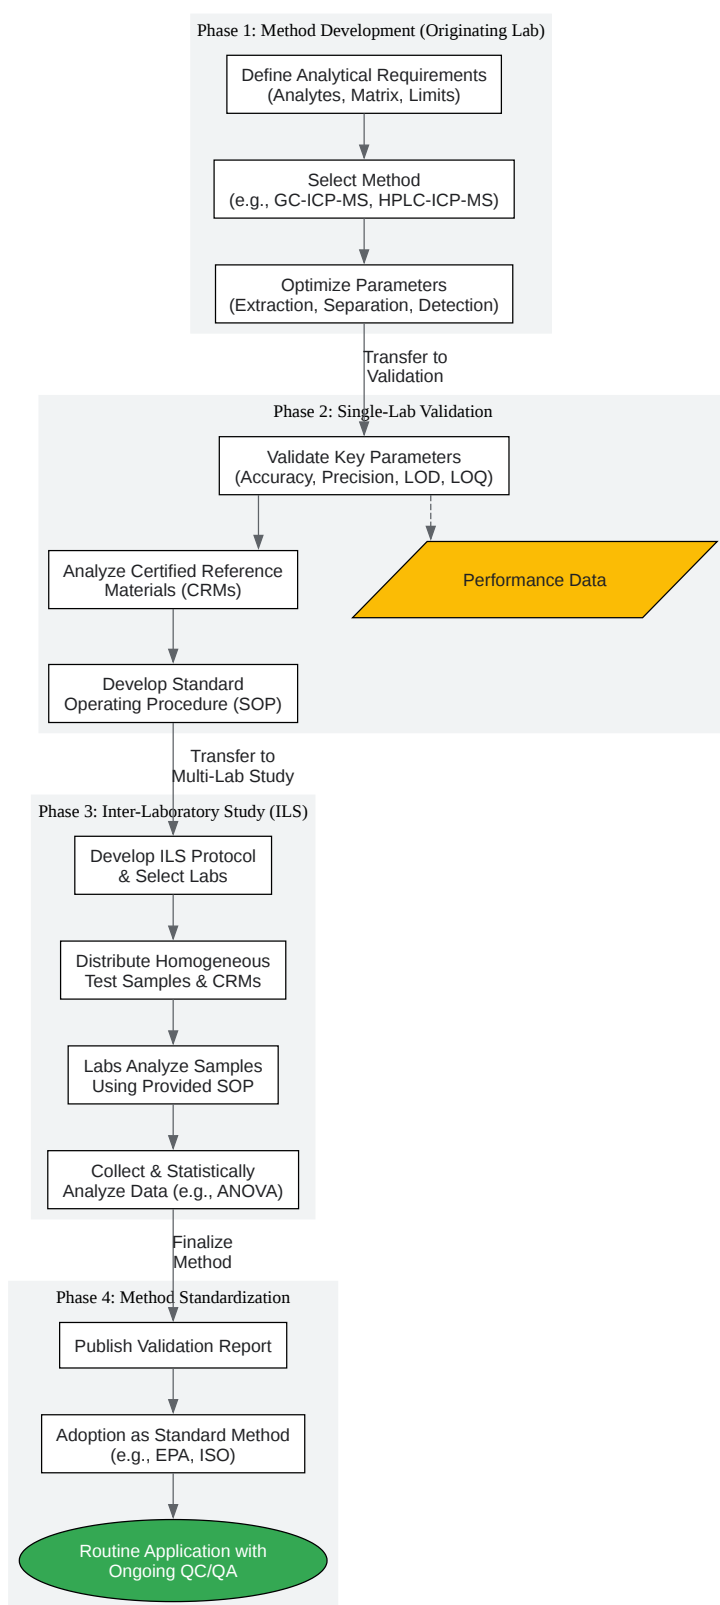 Phase 1: Method Development (Originating Lab)
Define Analytical Requirements
(Analytes, Matrix, Limits)
Select Method
(e.g., GC-ICP-MS, HPLC-ICP-MS)
Optimize Parameters
(Extraction, Separation, Detection)
Transfer to
Validation
Phase 2: Single-Lab Validation
Validate Key Parameters
(Accuracy, Precision, LOD, LOQ)
Analyze Certified Reference
Materials (CRMs)
Performance Data
Develop Standard
Operating Procedure (SOP)
Transfer to
Multi-Lab Study
Phase 3: Inter-Laboratory Study (ILS)
Develop ILS Protocol
& Select Labs
Distribute Homogeneous
Test Samples & CRMs
Labs Analyze Samples
Using Provided SOP
Collect & Statistically
Analyze Data (e.g., ANOVA)
Finalize
Method
Phase 4: Method Standardization
Publish Validation Report
Adoption as Standard Method
(e.g., EPA, ISO)
Routine Application with
Ongoing QC/QA